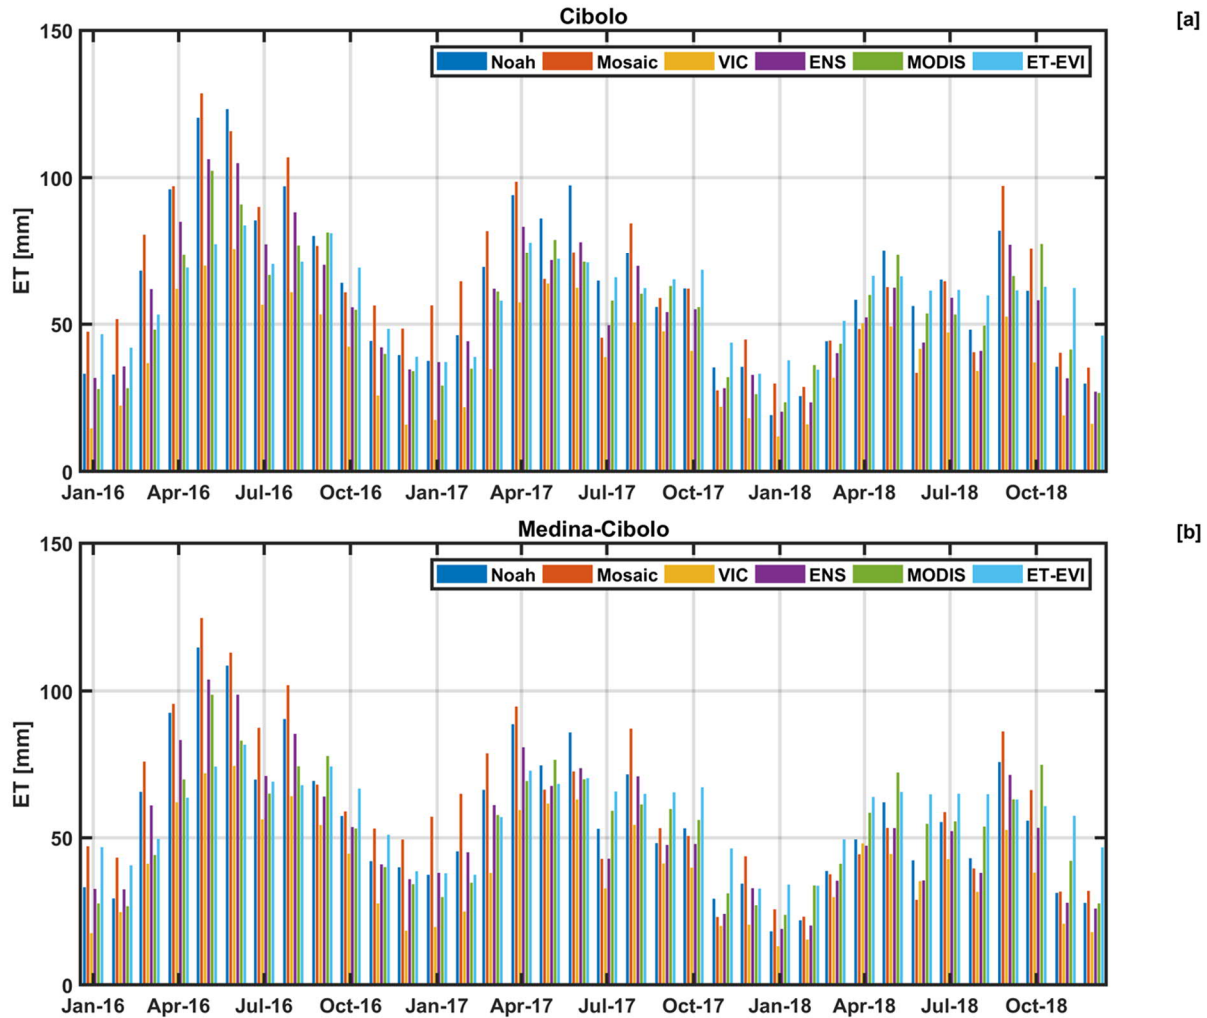 Cibolo
[a]
150
Noah Mosaic VIC ENS MODIS ET-EVI
100
ET [mm]
50
0
Jan-16 Apr-16 Jul-16 Oct-16 Jan-17 Apr-17 Jul-17 Oct-17 Jan-18 Apr-18 Jul-18 Oct-18
Medina-Cibolo
[b]
150
Noah Mosaic VIC ENS MODIS ET-EVI
100
ET [mm]
50
0
Jan-16 Apr-16 Jul-16 Oct-16 Jan-17 Apr-17 Jul-17 Oct-17 Jan-18 Apr-18 Jul-18 Oct-18